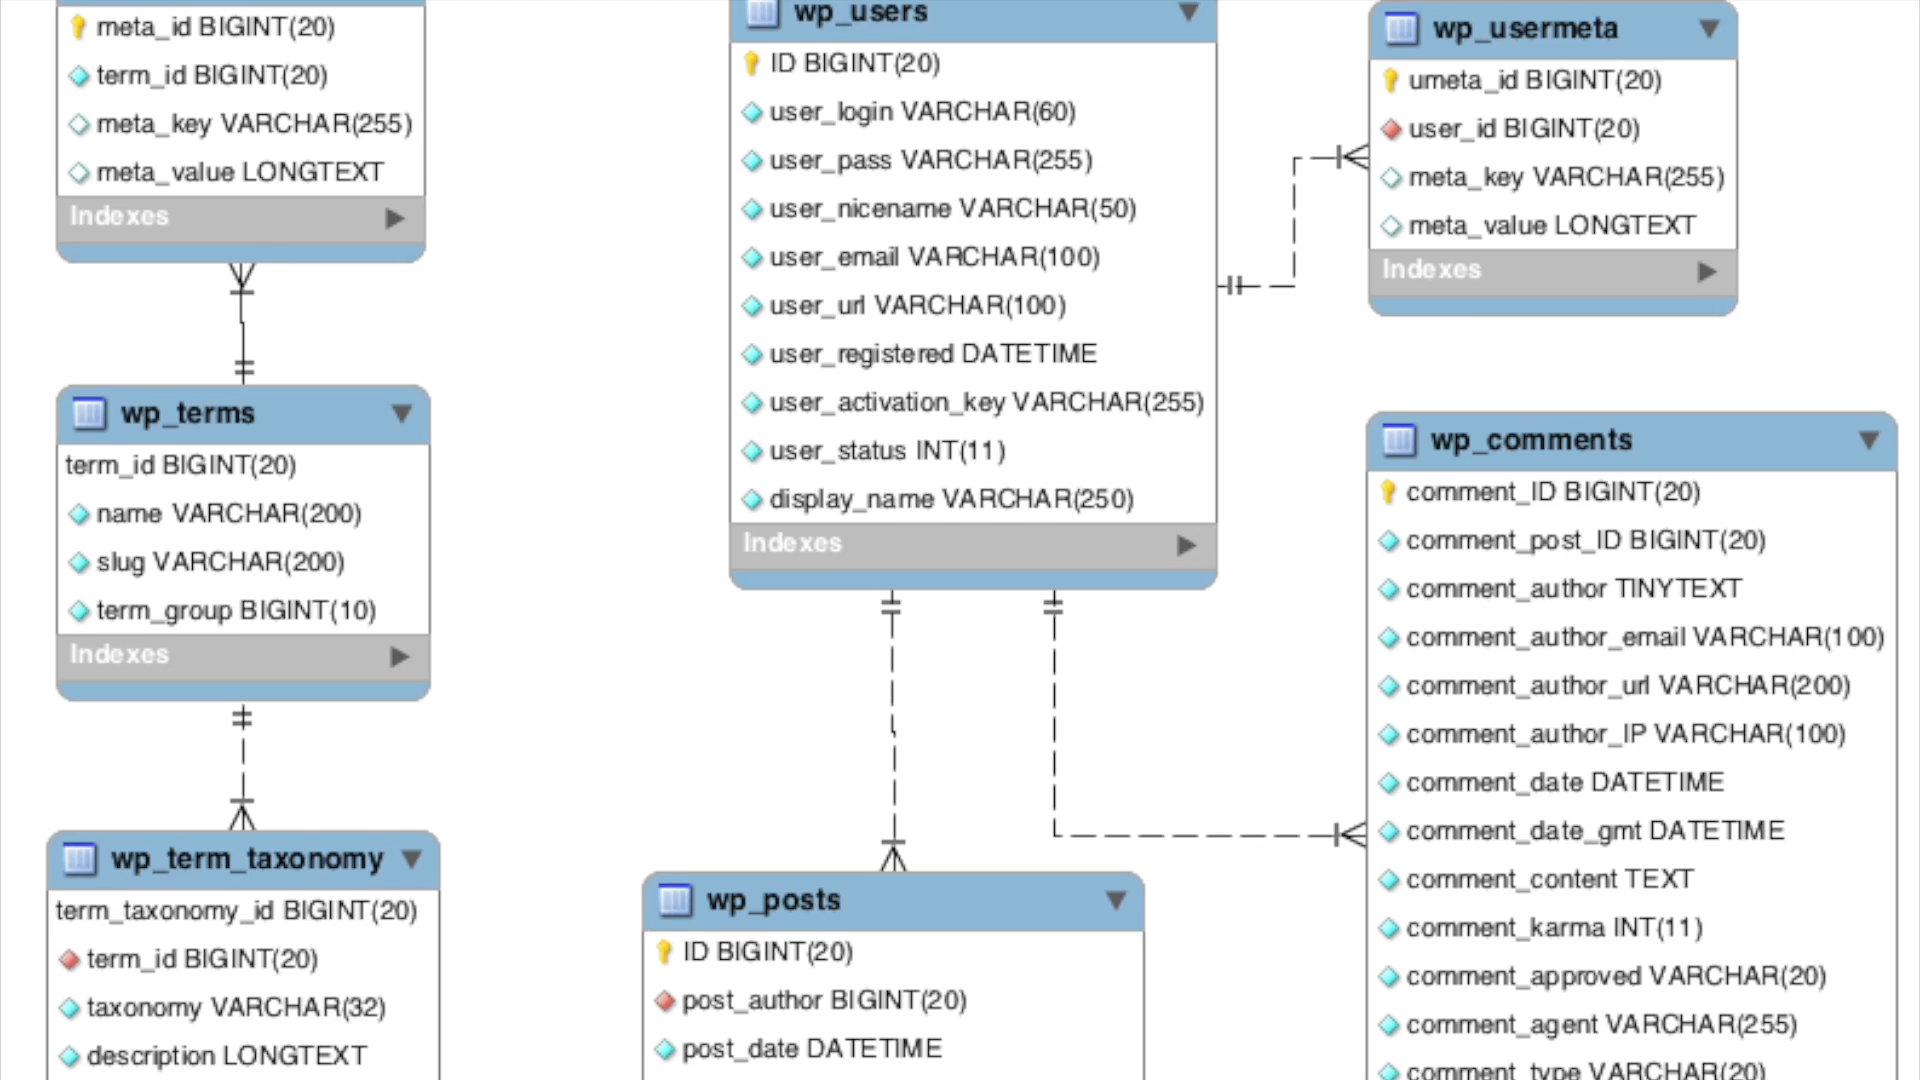 meta_id BIGINT(20)
term_id BIGINT(20)
meta_key VARCHAR(255)
meta_value LONGTEXT
Indexes
wp_terms
term_id BIGINT(20)
name VARCHAR(200)
slug VARCHAR(200)
term_group BIGINT(10)
Indexes
wp_term_taxonomy
term_taxonomy_id BIGINT(20)
term_id BIGINT(20)
taxonomy VARCHAR(32)
description LONGTEXT
wp_users
ID BIGINT(20)
user_login VARCHAR(60)
user_pass VARCHAR(255)
user_nicename VARCHAR(50)
user_email VARCHAR(100)
user_url VARCHAR(100)
user_registered DATETIME
user_activation_key VARCHAR(255)
user_status INT(11)
display_name VARCHAR(250)
Indexes
wp_posts
ID BIGINT(20)
post_author BIGINT(20)
post_date DATETIME
wp_usermeta
umeta_id BIGINT(20)
user_id BIGINT(20)
meta_key VARCHAR(255)
meta_value LONGTEXT
Indexes
wp_comments
comment_ID BIGINT(20)
comment_post_ID BIGINT(20)
comment_author TINYTEXT
comment_author_email VARCHAR(100)
comment_author_url VARCHAR(200)
comment_author_IP VARCHAR(100)
comment_date DATETIME
comment_date_gmt DATETIME
comment_content TEXT
comment_karma INT(11)
comment_approved VARCHAR(20)
comment_agent VARCHAR(255)
comment_type VARCHAR(20)